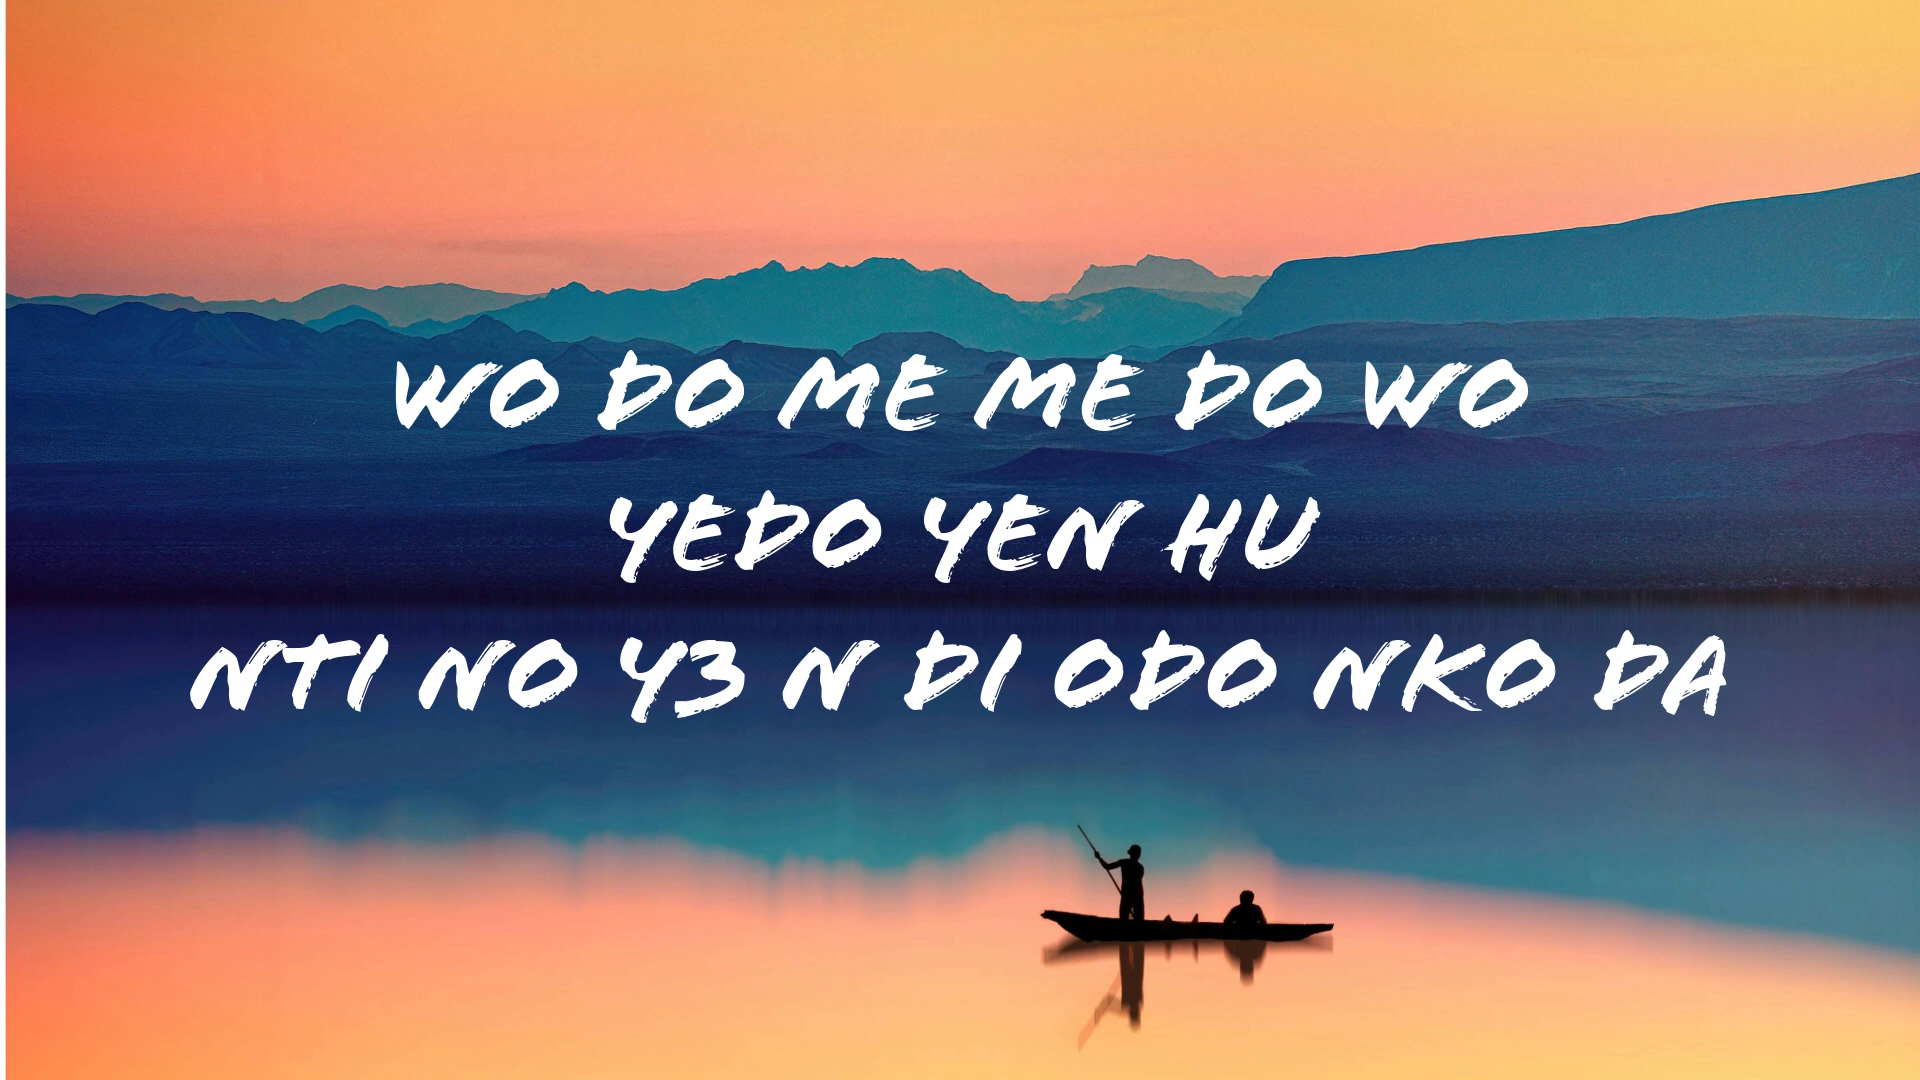 WO DO ME ME DO WO
YEDO YEN HU
NTI NO Y3 N DI ODO NKO DA